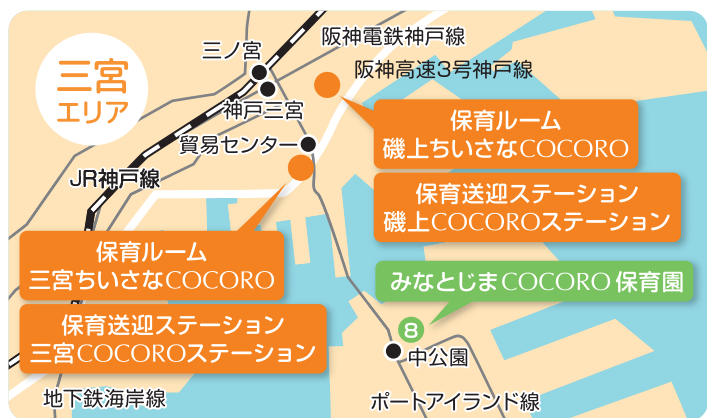 三宮
エリア
三ノ宮
阪神電鉄神戸線
阪神高速3号神戸線
神戸三宮
貿易センター
JR神戸線
保育ルーム
磯上ちいさなCOCORO
保育送迎ステーション
磯上COCOROステーション
保育ルーム
三宮ちいさなCOCORO
保育送迎ステーション
三宮COCOROステーション
みなとじまCOCORO保育園
8
中公園
地下鉄海岸線
ポートアイランド線